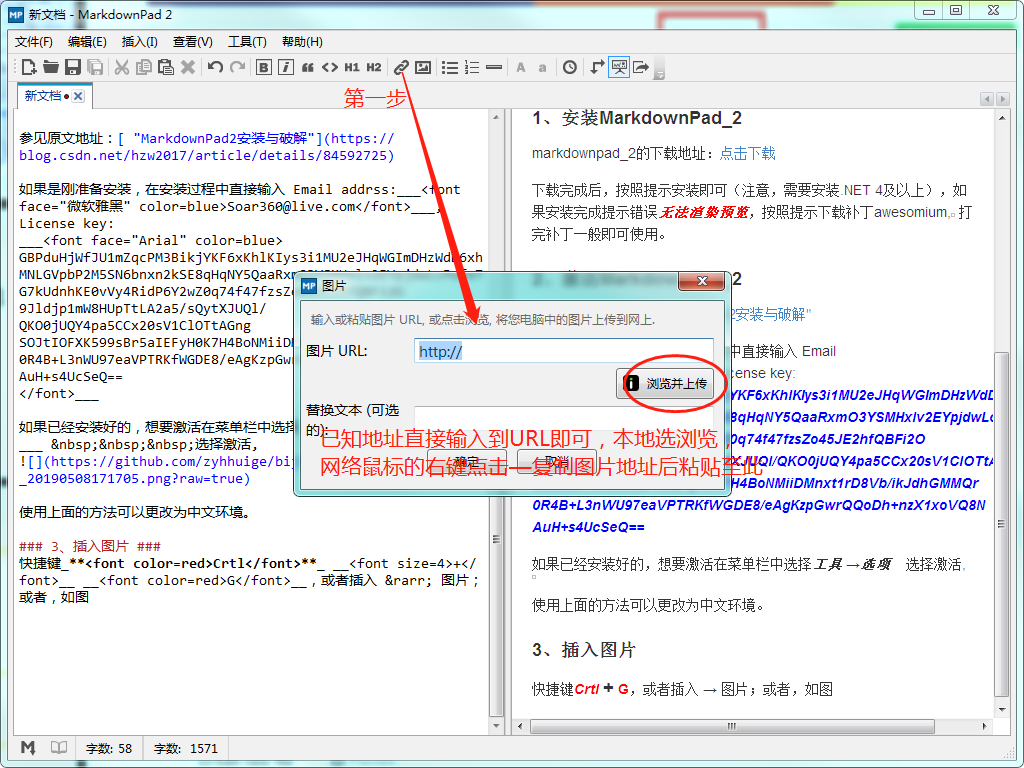 新文档 - MarkdownPad 2
文件(F) 编辑(E) 插入(I) 查看(V) 工具(T) 帮助(H)
B i H1 H2 A a
新文档
第一步
参见原文地址：[ "MarkdownPad2安装与破解"](https://
blog.csdn.net/hzw2017/article/details/84592725)
如果是刚准备安装，在安装过程中直接输入 Email addrss:___<font
face="微软雅黑" color=blue>Soar360@live.com</font>___,
License key:
___<font face="Arial" color=blue>
GBPduHjWfJU1mZqcPM3BikjYKF6xKhlKIys3i1MU2eJHqWGImDHzWdD6xh
MNLGVpbP2M5SN6bnxn2kSE8qHqNY5QaaRxm
G7kUdnhKE0vVy4RidP6Y2wZ0q74f47fzsZo
9Jldjp1mW8HUpTtLA2a5/sQytXJUQl/
QKO0jUQY4pa5CCx20sV1ClOTtAGng
SOJtIOFXK599sBr5aIEFyH0K7H4BoNMiiD
0R4B+L3nWU97eaVPTRKfWGDE8/eAgKzpGwr
AuH+s4UcSeQ==
</font>___
如果已经安装好的，想要激活在菜单栏中选择
___ &nbsp;&nbsp;&nbsp;选择激活,
![](https://github.com/zyhhuige/bi
_20190508171705.png?raw=true)
使用上面的方法可以更改为中文环境。
### 3、插入图片 ###
快捷键_**<font color=red>Crtl</font>**_ __<font size=4>+</
font>__ __<font color=red>G</font>__，或者插入 &rarr; 图片；
或者，如图
1、安装MarkdownPad_2
markdownpad_2的下载地址：点击下载
下载完成后，按照提示安装即可（注意，需要安装.NET 4及以上），如
果安装完成提示错误无法渲染预览，按照提示下载补丁awesomium,。打
完补丁一般即可使用。
2
2安装与破解"
中直接输入 Email
cense key:
YKF6xKhlKIys3i1MU2eJHqWGImDHzWdD
8qHqNY5QaaRxmO3YSMHxlv2EYpjdwLc
0q74f47fzsZo45JE2hfQBFi2O
XJUQl/QKO0jUQY4pa5CCx20sV1ClOTtA
H4BoNMiiDMnxt1rD8Vb/ikJdhGMMQr
0R4B+L3nWU97eaVPTRKfWGDE8/eAgKzpGwrQQoDh+nzX1xoVQ8N
AuH+s4UcSeQ==
如果已经安装好的，想要激活在菜单栏中选择 工具 → 选项 选择激活,
使用上面的方法可以更改为中文环境。
3、插入图片
快捷键Crtl + G，或者插入 → 图片；或者，如图
图片
输入或粘贴图片 URL, 或点击浏览, 将您电脑中的图片上传到网上.
图片 URL: http://
浏览并上传
替换文本 (可选
的):
确定 取消
已知地址直接输入到URL即可，本地选浏览
网络鼠标的右键点击—复制图片地址后粘贴至此
字数: 58 字数: 1571